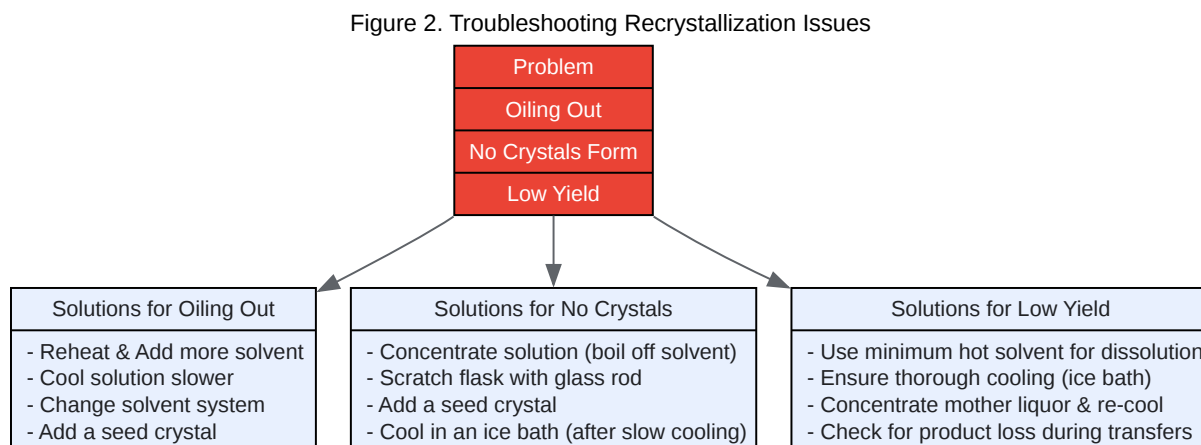 Figure 2. Troubleshooting Recrystallization Issues
Problem
Oiling Out
No Crystals Form
Low Yield
Solutions for Oiling Out
- Reheat & Add more solvent
- Cool solution slower
- Change solvent system
- Add a seed crystal
Solutions for No Crystals
- Concentrate solution (boil off solvent)
- Scratch flask with glass rod
- Add a seed crystal
- Cool in an ice bath (after slow cooling)
Solutions for Low Yield
- Use minimum hot solvent for dissolution
- Ensure thorough cooling (ice bath)
- Concentrate mother liquor & re-cool
- Check for product loss during transfers